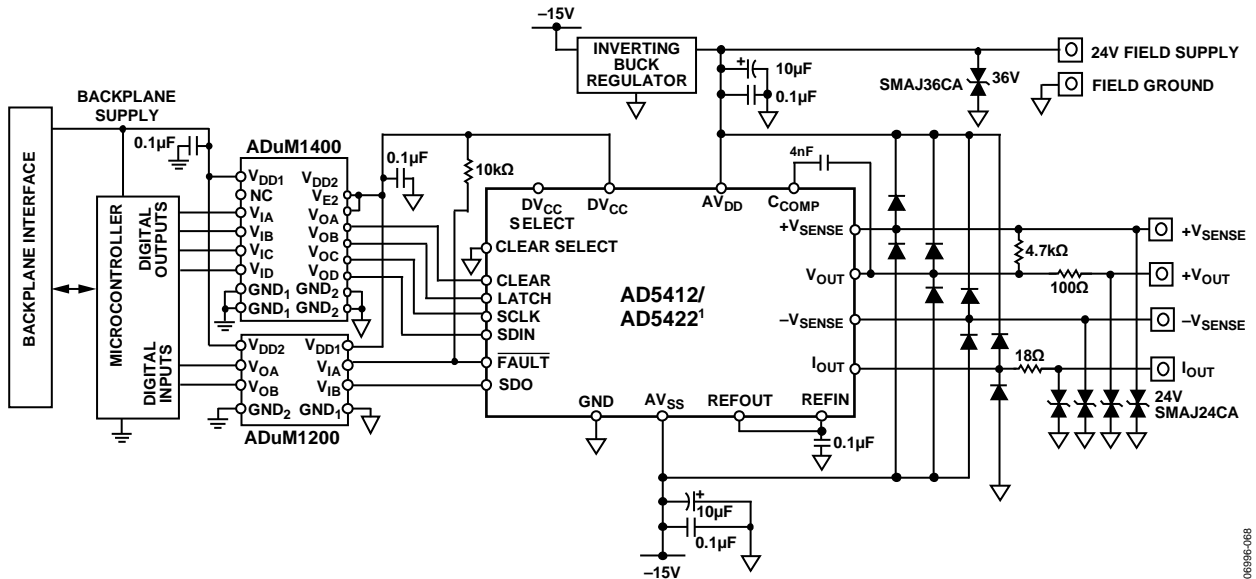 –15V
INVERTING
BUCK
REGULATOR
10µF
0.1µF
SMAJ36CA
36V
24V FIELD SUPPLY
FIELD GROUND
BACKPLANE
SUPPLY
0.1µF
BACKPLANE INTERFACE
MICROCONTROLLER
DIGITAL
OUTPUTS
DIGITAL
INPUTS
ADuM1400
VDD1
NC
VIA
VIB
VIC
VID
GND1
GND1
VDD2
VE2
VOA
VOB
VOC
VOD
GND2
GND2
VDD2
VOA
VOB
GND2
VDD1
VIA
VIB
GND1
ADuM1200
0.1µF
10kΩ
4nF
DVCC
SELECT
DVCC
AVDD
CCOMP
CLEAR SELECT
CLEAR
LATCH
SCLK
SDIN
FAULT
SDO
AD5412/
AD5422¹
+VSENSE
VOUT
–VSENSE
IOUT
GND
AVSS
REFOUT
REFIN
0.1µF
4.7kΩ
100Ω
18Ω
+VSENSE
+VOUT
–VSENSE
IOUT
24V
SMAJ24CA
10µF
0.1µF
–15V
06996-068